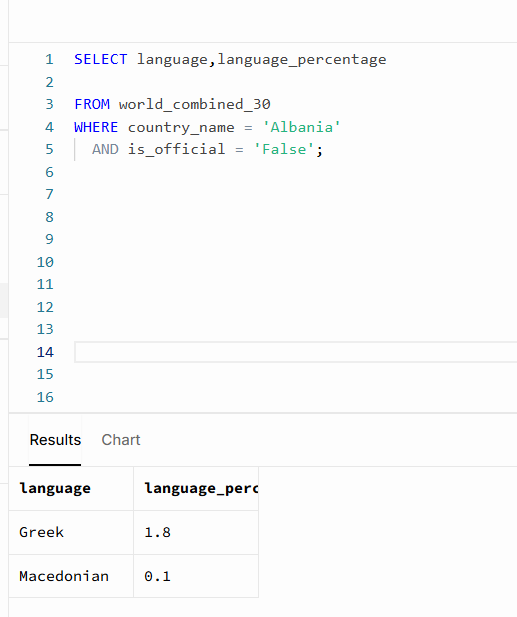 1 SELECT language,language_percentage
2
3 FROM world_combined_30
4 WHERE country_name = 'Albania'
5 AND is_official = 'False';
6
7
8
9
10
11
12
13
14
15
16
Results Chart
language language_perc
Greek 1.8
Macedonian 0.1